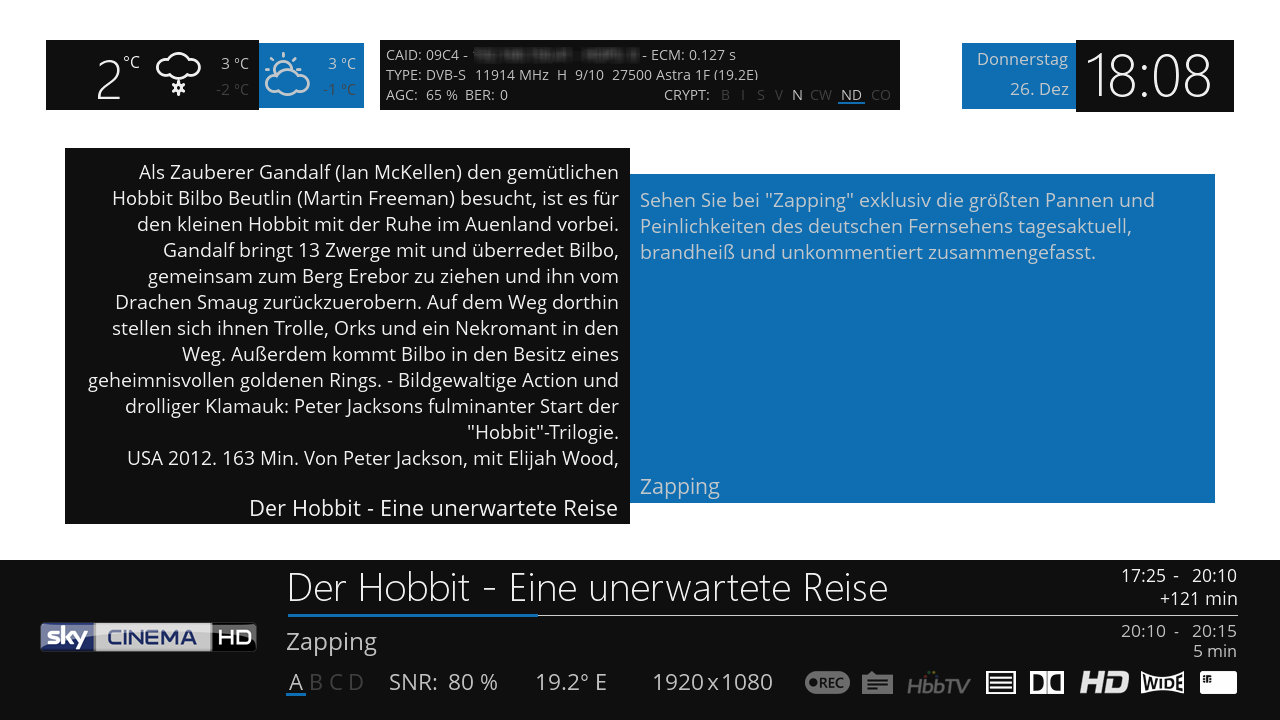 2°C
3 °C
-2 °C
3 °C
-1 °C
CAID: 09C4 - - ECM: 0.127 s
TYPE: DVB-S 11914 MHz H 9/10 27500 Astra 1F (19.2E)
AGC: 65 % BER: 0 CRYPT: B I S V N CW ND CO
Donnerstag
26. Dez
18:08
Als Zauberer Gandalf (Ian McKellen) den gemütlichen
Hobbit Bilbo Beutlin (Martin Freeman) besucht, ist es für
den kleinen Hobbit mit der Ruhe im Auenland vorbei.
Gandalf bringt 13 Zwerge mit und überredet Bilbo,
gemeinsam zum Berg Erebor zu ziehen und ihn vom
Drachen Smaug zurückzuerobern. Auf dem Weg dorthin
stellen sich ihnen Trolle, Orks und ein Nekromant in den
Weg. Außerdem kommt Bilbo in den Besitz eines
geheimnisvollen goldenen Rings. - Bildgewaltige Action und
drolliger Klamauk: Peter Jacksons fulminanter Start der
"Hobbit"-Trilogie.
USA 2012. 163 Min. Von Peter Jackson, mit Elijah Wood,
Der Hobbit - Eine unerwartete Reise
Sehen Sie bei "Zapping" exklusiv die größten Pannen und
Peinlichkeiten des deutschen Fernsehens tagesaktuell,
brandheiß und unkommentiert zusammengefasst.
Zapping
Der Hobbit - Eine unerwartete Reise
17:25 - 20:10
+121 min
sky CINEMA HD
Zapping
20:10 - 20:15
5 min
A B C D SNR: 80 % 19.2° E 1920x1080 REC HbbTV HD WIDE